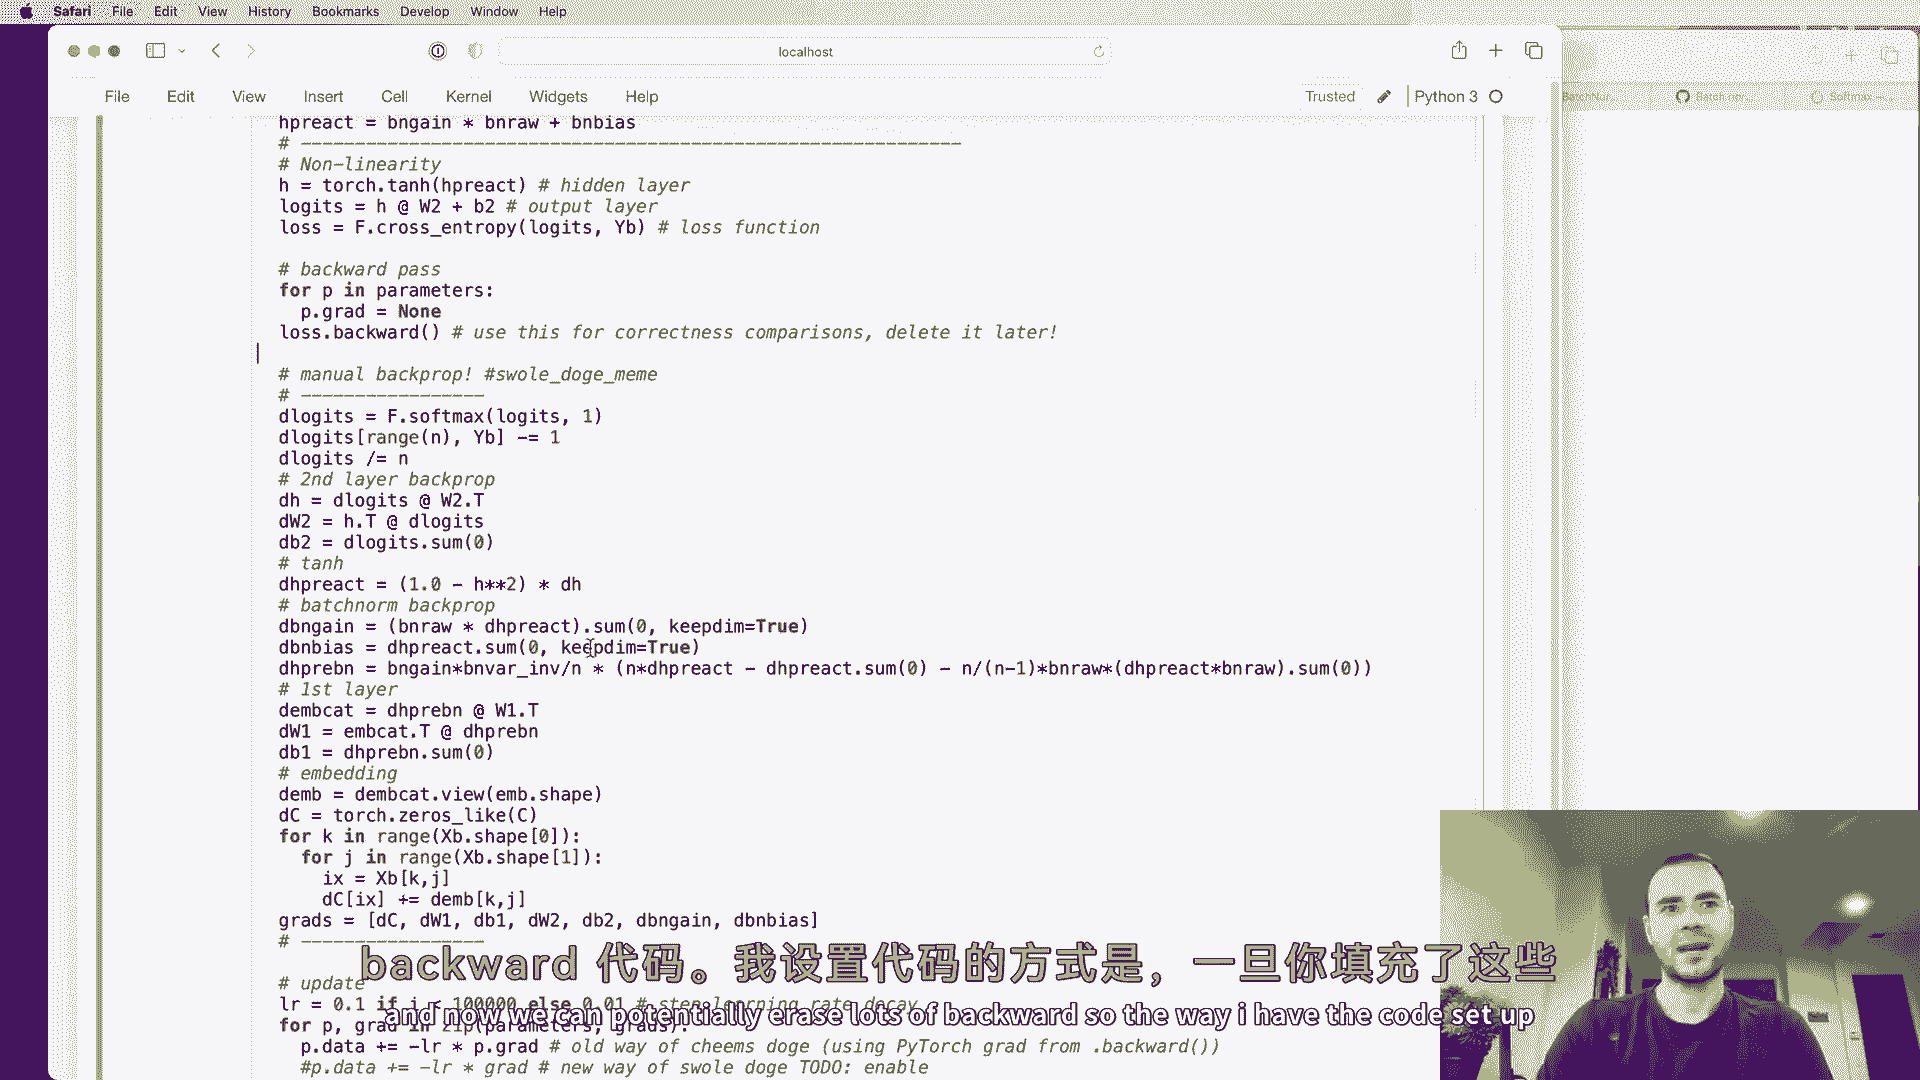 Safari File Edit View History Bookmarks Develop Window Help
localhost
File Edit View Insert Cell Kernel Widgets Help Trusted Python 3
hpreact = bngain * bnraw + bnbias
# -------------------------------------------------------------
# Non-linearity
h = torch.tanh(hpreact) # hidden layer
logits = h @ W2 + b2 # output layer
loss = F.cross_entropy(logits, Yb) # loss function
# backward pass
for p in parameters:
p.grad = None
loss.backward() # use this for correctness comparisons, delete it later!
# manual backprop! #swole_doge_meme
# -----------------
dlogits = F.softmax(logits, 1)
dlogits[range(n), Yb] -= 1
dlogits /= n
# 2nd layer backprop
dh = dlogits @ W2.T
dW2 = h.T @ dlogits
db2 = dlogits.sum(0)
# tanh
dhpreact = (1.0 - h**2) * dh
# batchnorm backprop
dbngain = (bnraw * dhpreact).sum(0, keepdim=True)
dbnbias = dhpreact.sum(0, keepdim=True)
dhprebn = bngain*bnvar_inv/n * (n*dhpreact - dhpreact.sum(0) - n/(n-1)*bnraw*(dhpreact*bnraw).sum(0))
# 1st layer
dembcat = dhprebn @ W1.T
dW1 = embcat.T @ dhprebn
db1 = dhprebn.sum(0)
# embedding
demb = dembcat.view(emb.shape)
dC = torch.zeros_like(C)
for k in range(Xb.shape[0]):
for j in range(Xb.shape[1]):
ix = Xb[k,j]
dC[ix] += demb[k,j]
grads = [dC, dW1, db1, dW2, db2, dbngain, dbnbias]
# -----------------
backward 代码。我设置代码的方式是，一旦你填充了这些
# update
lr = 0.1 if i < 100000 else 0.01 # step learning rate decay
and now we can potentially erase lots of backward so the way i have the code set up
for p, grad in zip(parameters, grads):
p.data += -lr * p.grad # old way of cheems doge (using PyTorch grad from .backward())
#p.data += -lr * grad # new way of swole doge TODO: enable